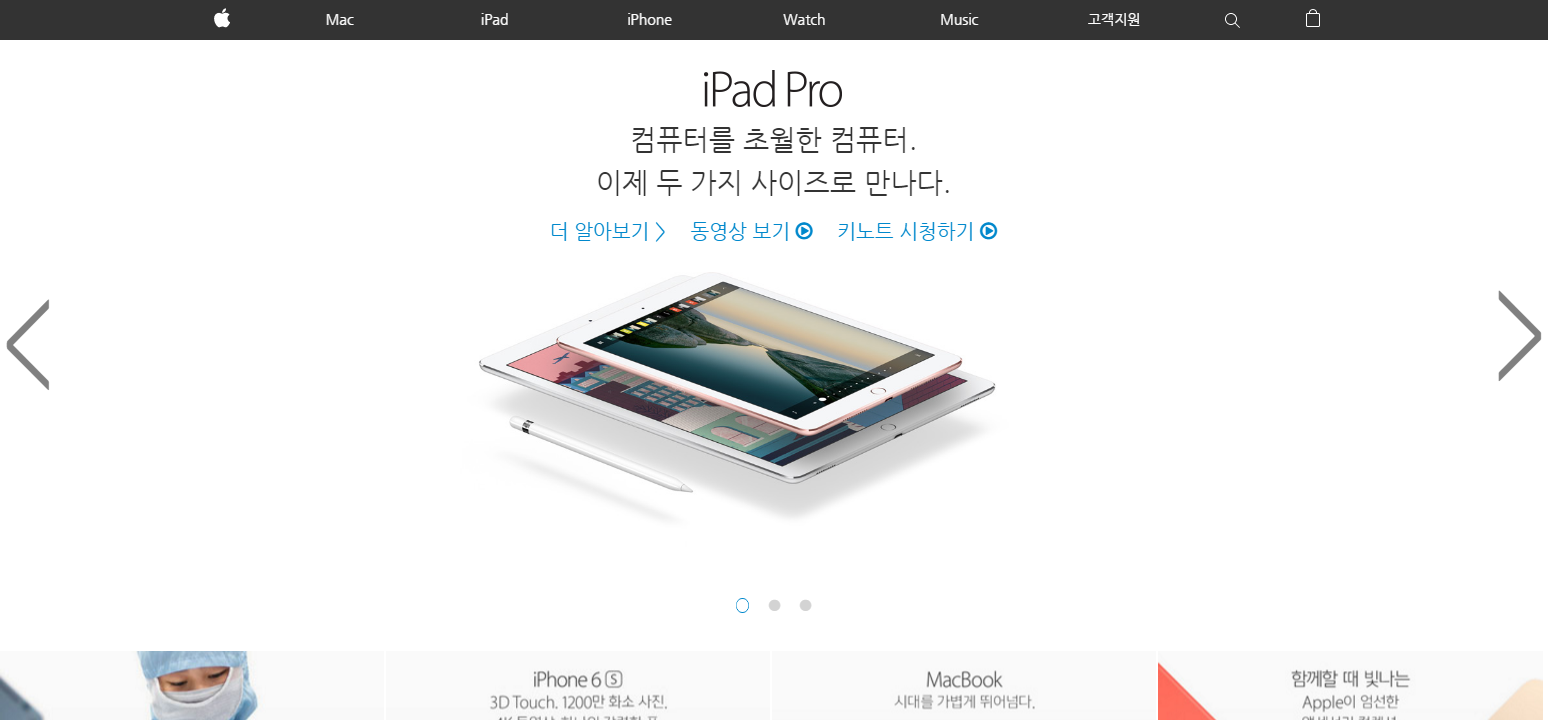 Mac iPad iPhone Watch Music 고객지원
iPad Pro
컴퓨터를 초월한 컴퓨터.
이제 두 가지 사이즈로 만나다.
더 알아보기 동영상 보기 키노트 시청하기
iPhone 6 S
3D Touch. 1200만 화소 사진.
MacBook
시대를 가볍게 뛰어넘다.
함께할 때 빛나는
Apple이 엄선한